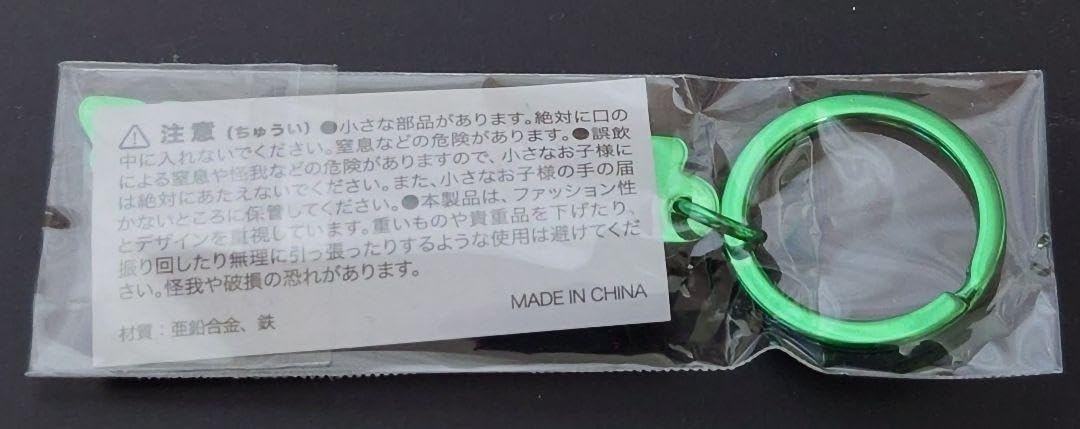 ⚠ 注意（ちゅうい）●小さな部品があります。絶対に口の
中に入れないでください。窒息などの危険があります。●誤飲
による窒息や怪我などの危険がありますので、小さなお子様に
は絶対にあたえないでください。また、小さなお子様の手の届
かないところに保管してください。●本製品は、ファッション性
とデザインを重視しています。重いものや貴重品を下げたり、
振り回したり無理に引っ張ったりするような使用は避けてくだ
さい。怪我や破損の恐れがあります。
MADE IN CHINA
材質：亜鉛合金、鉄